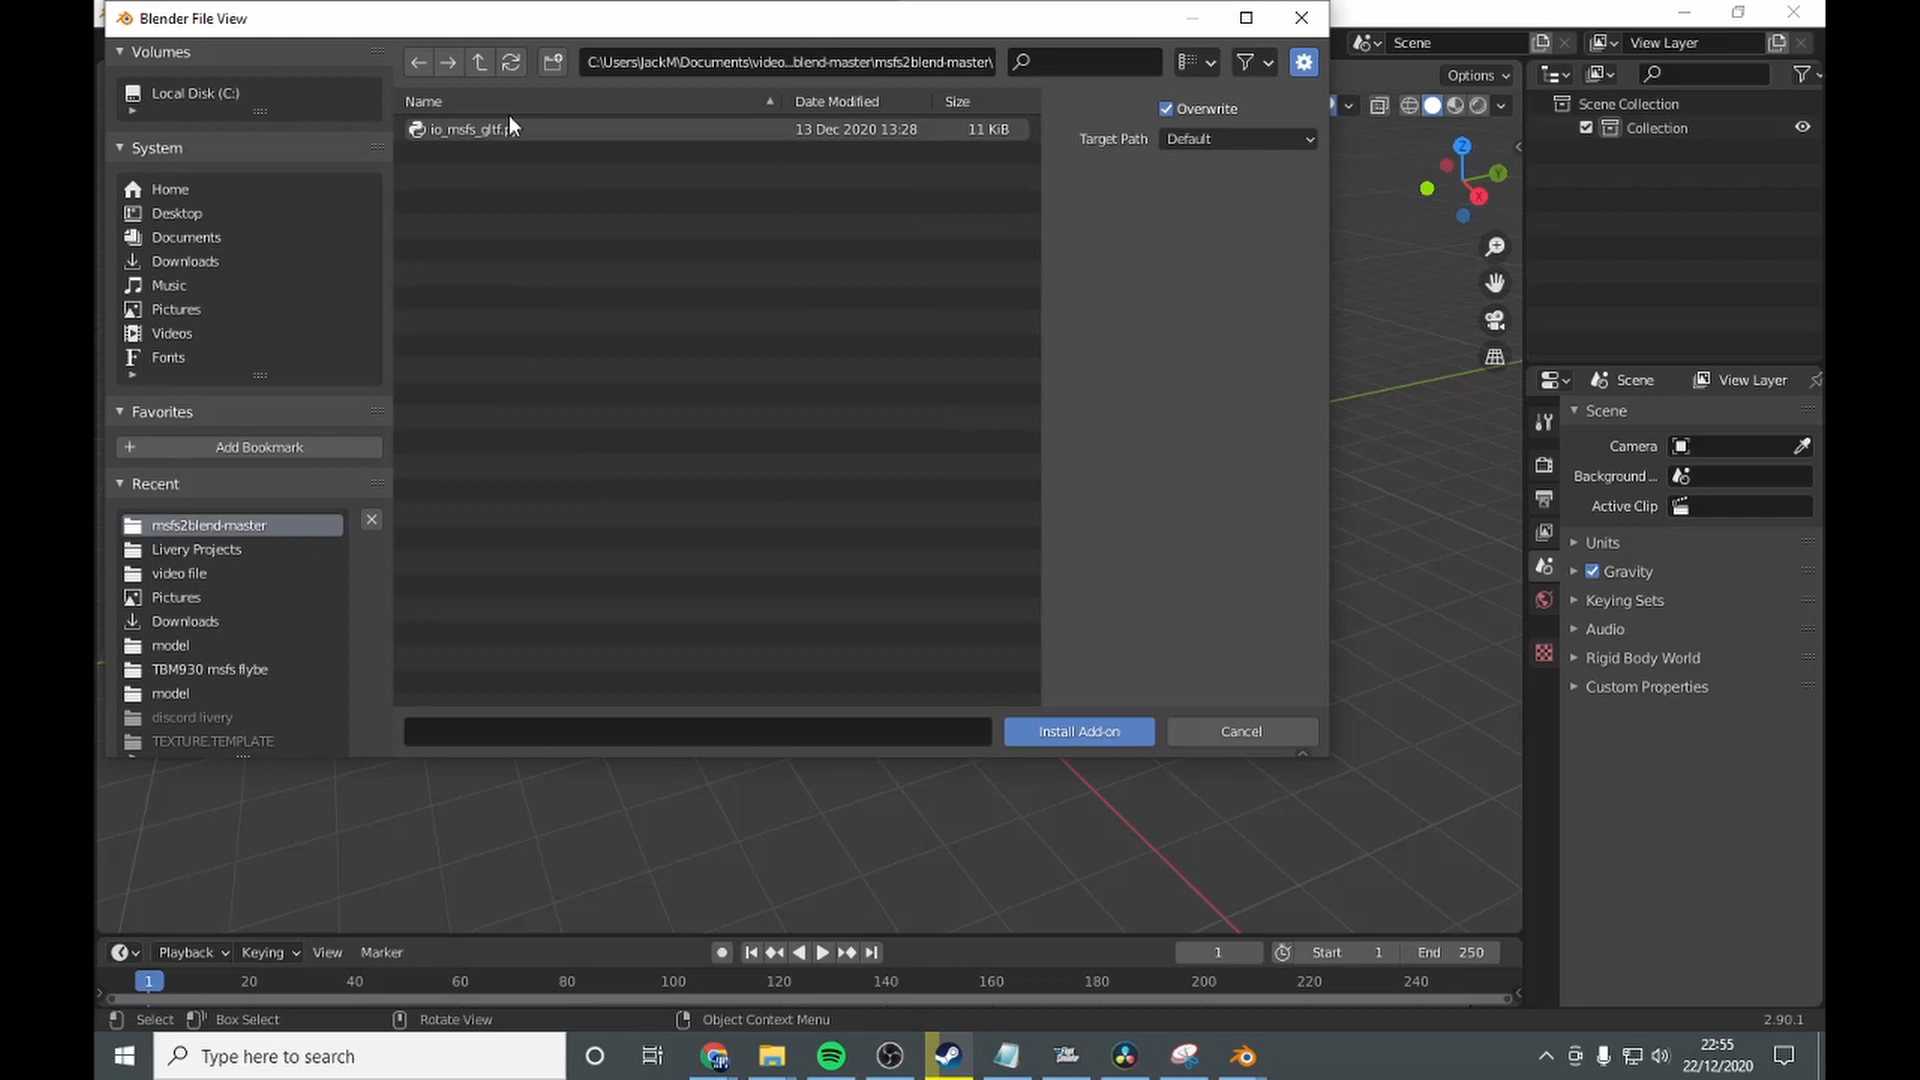 Blender File View
Volumes
Local Disk (C:)
System
Home
Desktop
Documents
Downloads
Music
Pictures
Videos
Fonts
Favorites
Add Bookmark
Recent
msfs2blend-master
Livery Projects
video file
Pictures
Downloads
model
TBM930 msfs flybe
model
discord livery
TEXTURE.TEMPLATE
C:\Users\JackM\Documents\video...blend-master\msfs2blend-master\
Name Date Modified Size
io_msfs_gltf. 13 Dec 2020 13:28 11 KiB
Overwrite
Target Path Default
Install Add-on Cancel
Scene View Layer
Options
Scene Collection
Collection
Z
Y
X
Scene View Layer
Scene
Camera
Background ...
Active Clip
Units
Gravity
Keying Sets
Audio
Rigid Body World
Custom Properties
Playback Keying View Marker 1 Start 1 End 250
1 20 40 60 80 100 120 140 160 180 200 220 240
Select Box Select Rotate View Object Context Menu 2.90.1
Type here to search
22:55
22/12/2020